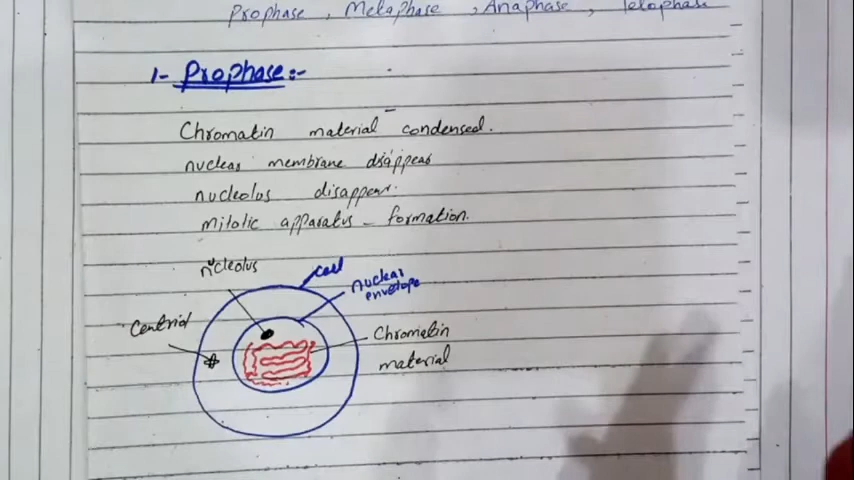 Prophase , Metaphase , Anaphase , Telophase
1- Prophase:-
Chromatin material condensed.
nuclear membrane disappear
nucleolus disappear.
mitotic apparatus - formation.
nucleolus
cell
nuclear
envelope
Centriol
Chromatin
material